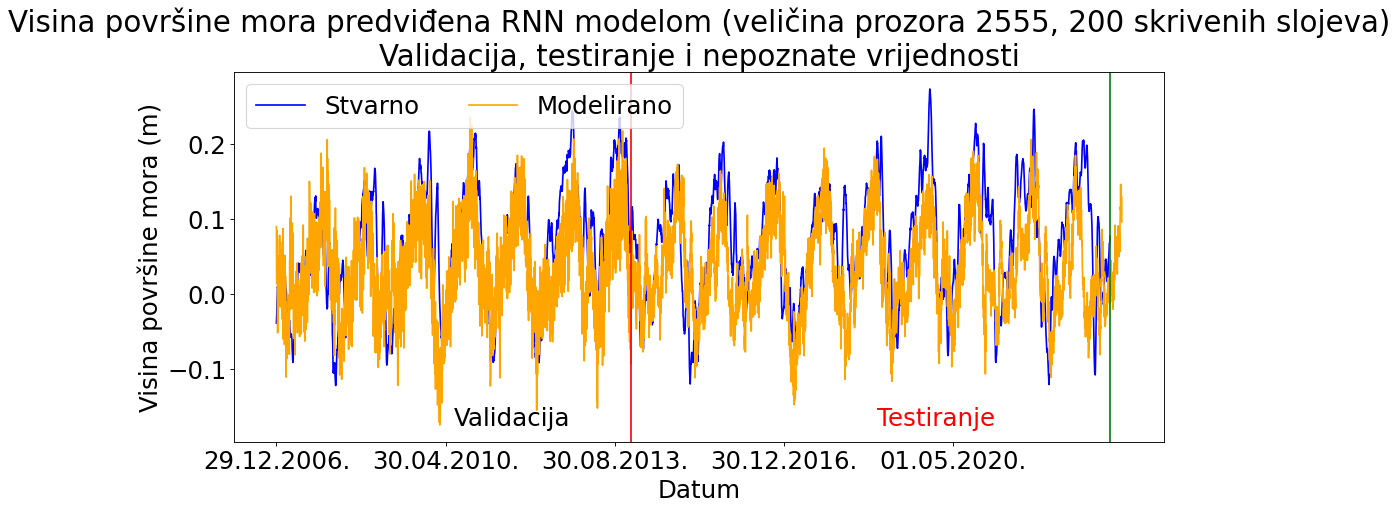 Visina površine mora predviđena RNN modelom (veličina prozora 2555, 200 skrivenih slojeva)
Validacija, testiranje i nepoznate vrijednosti
Stvarno
Modelirano
Visina površine mora (m)
0.2
0.1
0.0
−0.1
Validacija
Testiranje
29.12.2006.
30.04.2010.
30.08.2013.
30.12.2016.
01.05.2020.
Datum